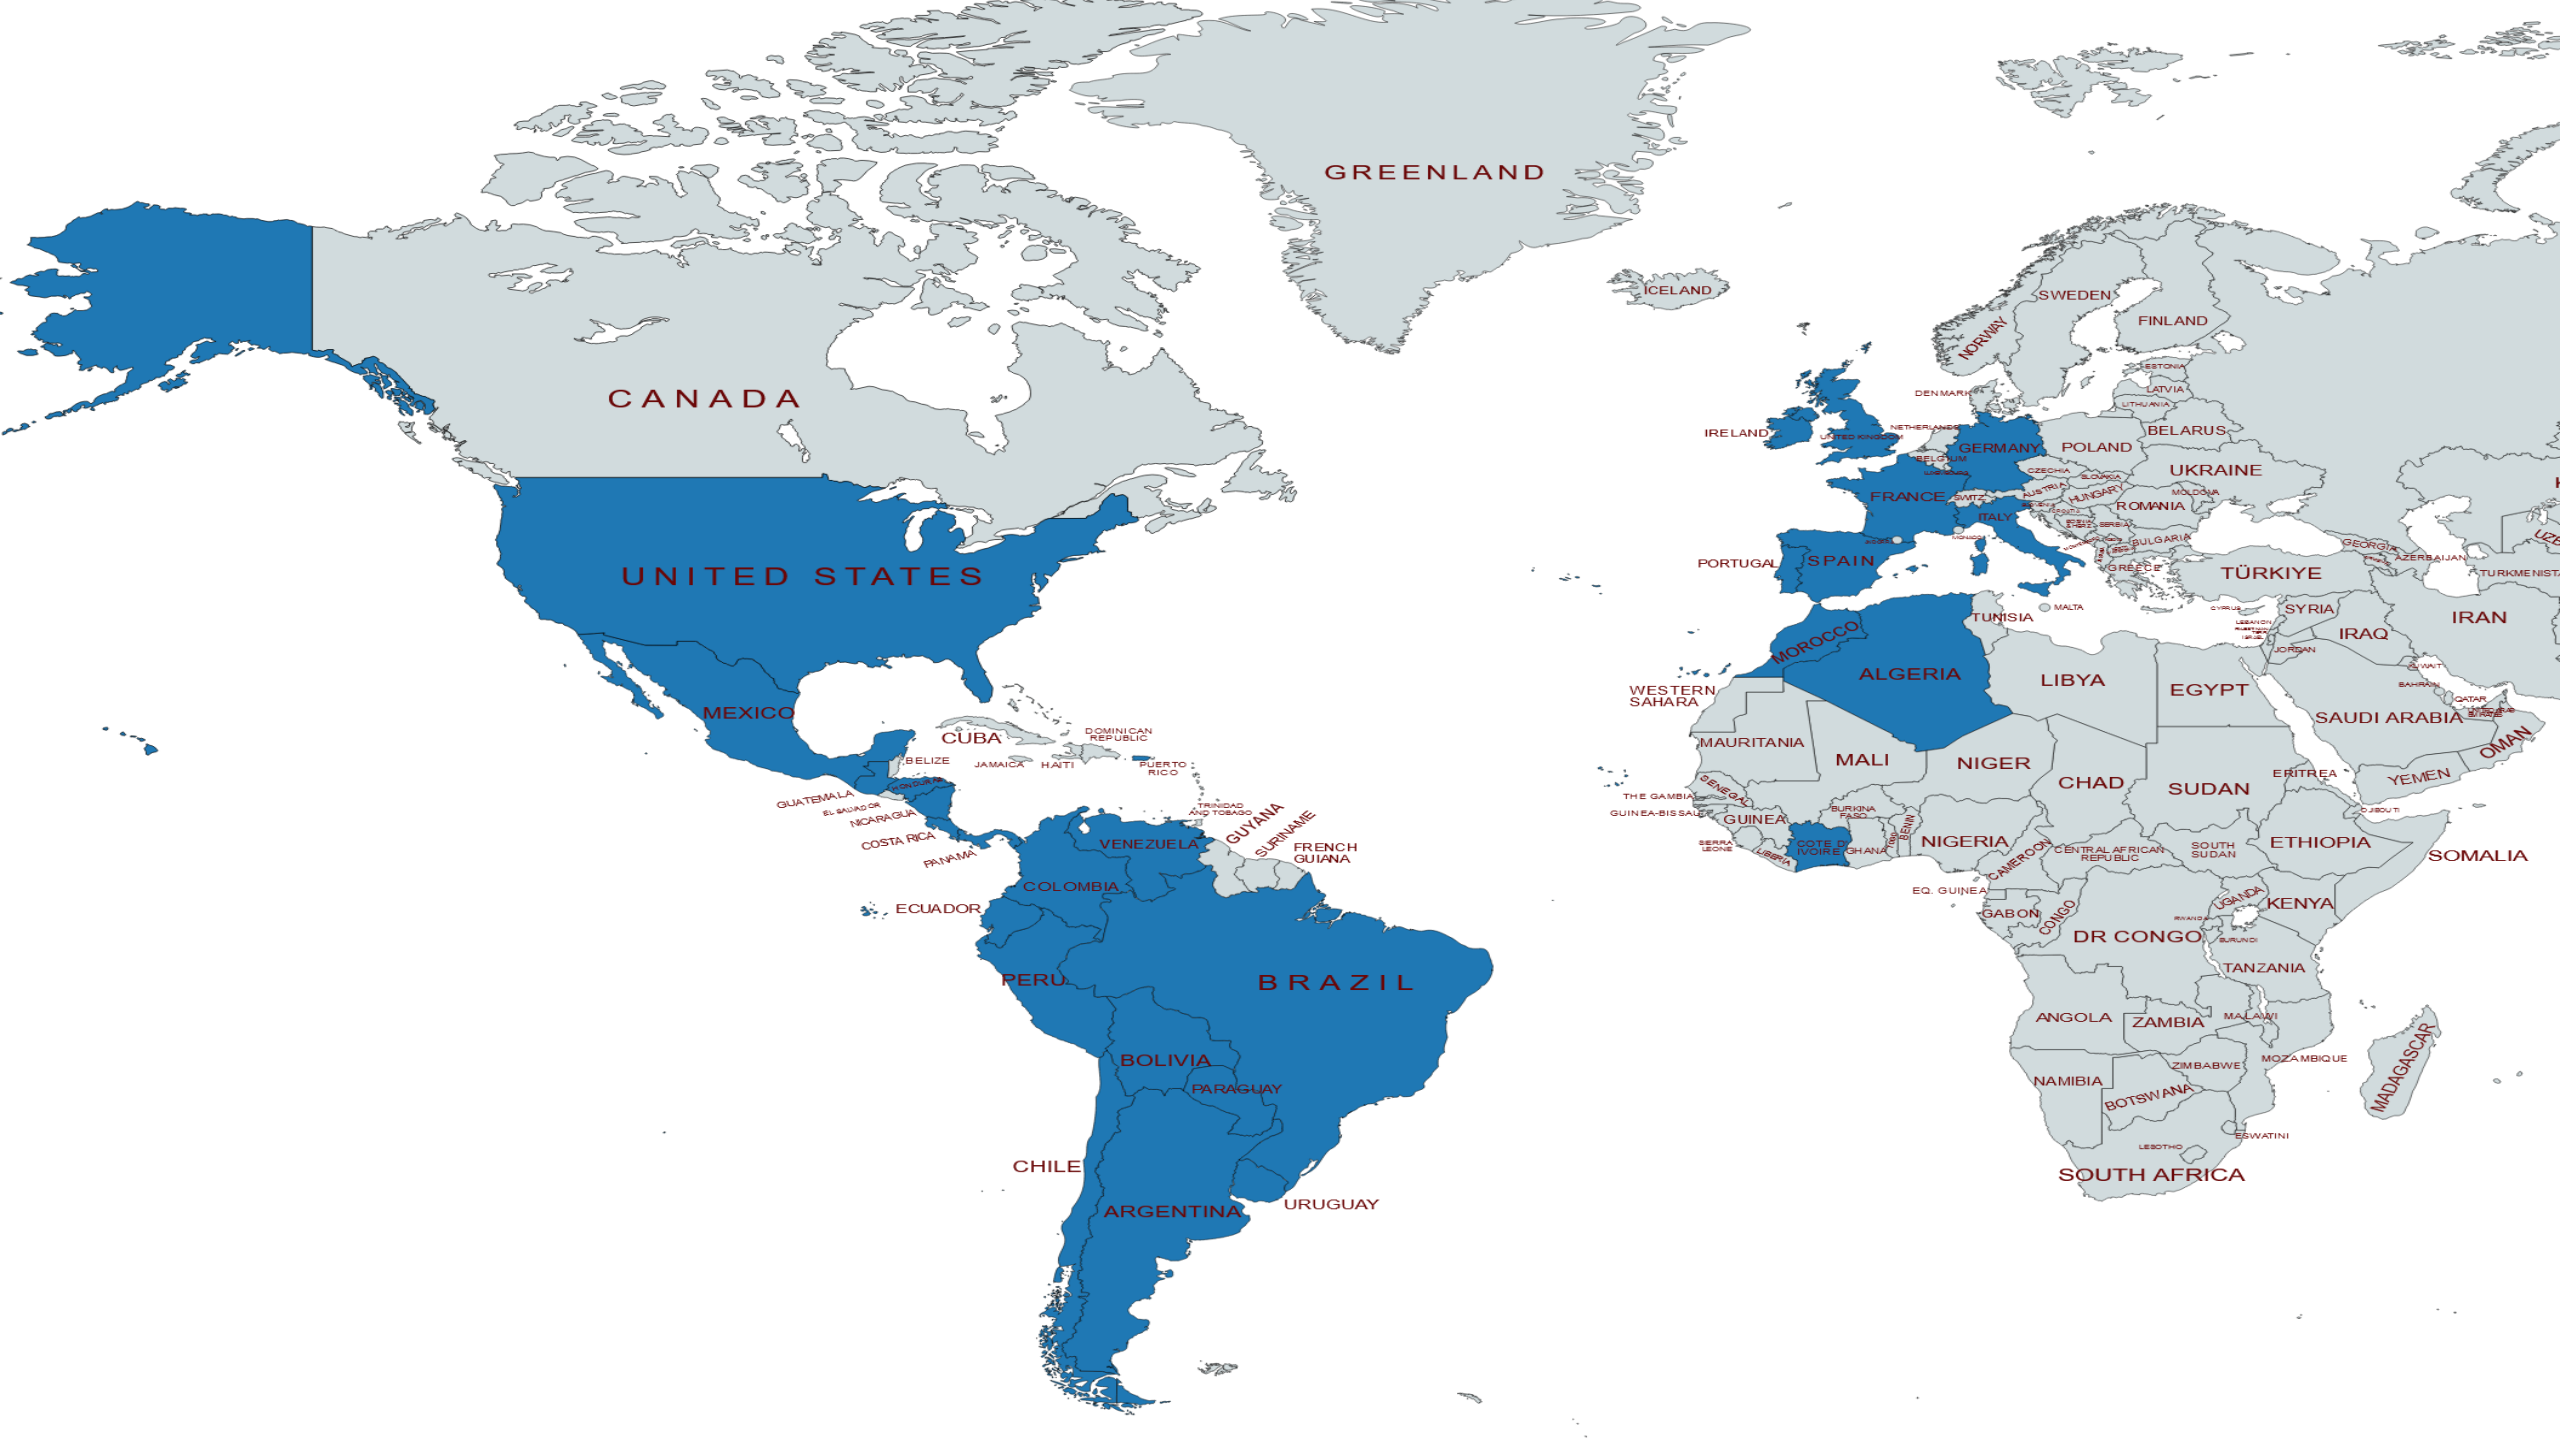 GREENLAND
ICELAND
SWEDEN
FINLAND
NORWAY
ESTONIA
LATVIA
LITHUANIA
DENMARK
CANADA
IRELAND
UNITED KINGDOM
NETHERLANDS
BELGIUM
GERMANY
POLAND
BELARUS
UKRAINE
CZECHIA
SLOVAKIA
AUSTRIA
HUNGARY
MOLDOVA
ROMANIA
FRANCE
SWITZ
ITALY
MONACO
SERBIA
BULGARIA
GREECE
PORTUGAL
SPAIN
UNITED STATES
TÜRKIYE
GEORGIA
AZERBAIJAN
TURKMENIST
UZB
MALTA
CYPRUS
SYRIA
LEBANON
ISRAEL
JORDAN
IRAQ
IRAN
KUWAIT
BAHRAIN
QATAR
SAUDI ARABIA
OMAN
YEMEN
MOROCCO
ALGERIA
TUNISIA
LIBYA
EGYPT
WESTERN
SAHARA
MAURITANIA
MALI
NIGER
CHAD
SUDAN
ERITREA
DJIBOUTI
MEXICO
CUBA
DOMINICAN
REPUBLIC
BELIZE
JAMAICA
HAITI
PUERTO
RICO
GUATEMALA
EL SALVADOR
HONDURAS
NICARAGUA
COSTA RICA
PANAMA
TRINIDAD
AND TOBAGO
VENEZUELA
GUYANA
SURINAME
FRENCH
GUIANA
COLOMBIA
ECUADOR
PERU
BRAZIL
BOLIVIA
PARAGUAY
CHILE
ARGENTINA
URUGUAY
SENEGAL
THE GAMBIA
GUINEA-BISSAU
GUINEA
SIERRA
LEONE
LIBERIA
COTE D'
IVOIRE
BURKINA
FASO
GHANA
TOGO
BENIN
NIGERIA
CAMEROON
CENTRAL AFRICAN
REPUBLIC
SOUTH
SUDAN
ETHIOPIA
SOMALIA
EQ. GUINEA
GABON
CONGO
DR CONGO
UGANDA
KENYA
RWANDA
BURUNDI
TANZANIA
ANGOLA
ZAMBIA
MALAWI
MOZAMBIQUE
ZIMBABWE
NAMIBIA
BOTSWANA
MADAGASCAR
ESWATINI
LESOTHO
SOUTH AFRICA